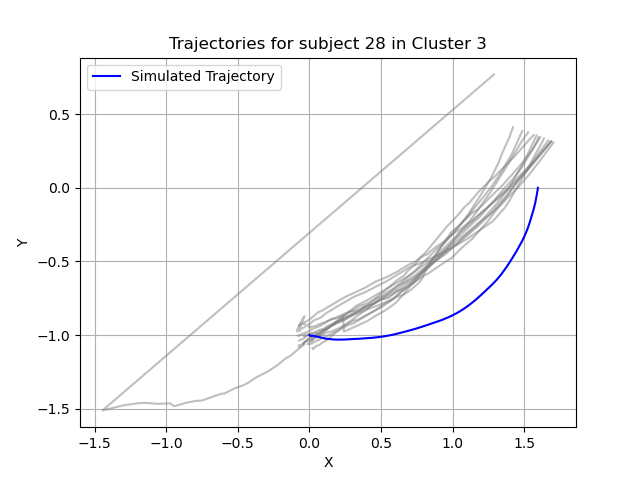 Trajectories for subject 28 in Cluster 3
Simulated Trajectory
Y
0.5
0.0
−0.5
−1.0
−1.5
−1.5 −1.0 −0.5 0.0 0.5 1.0 1.5
X